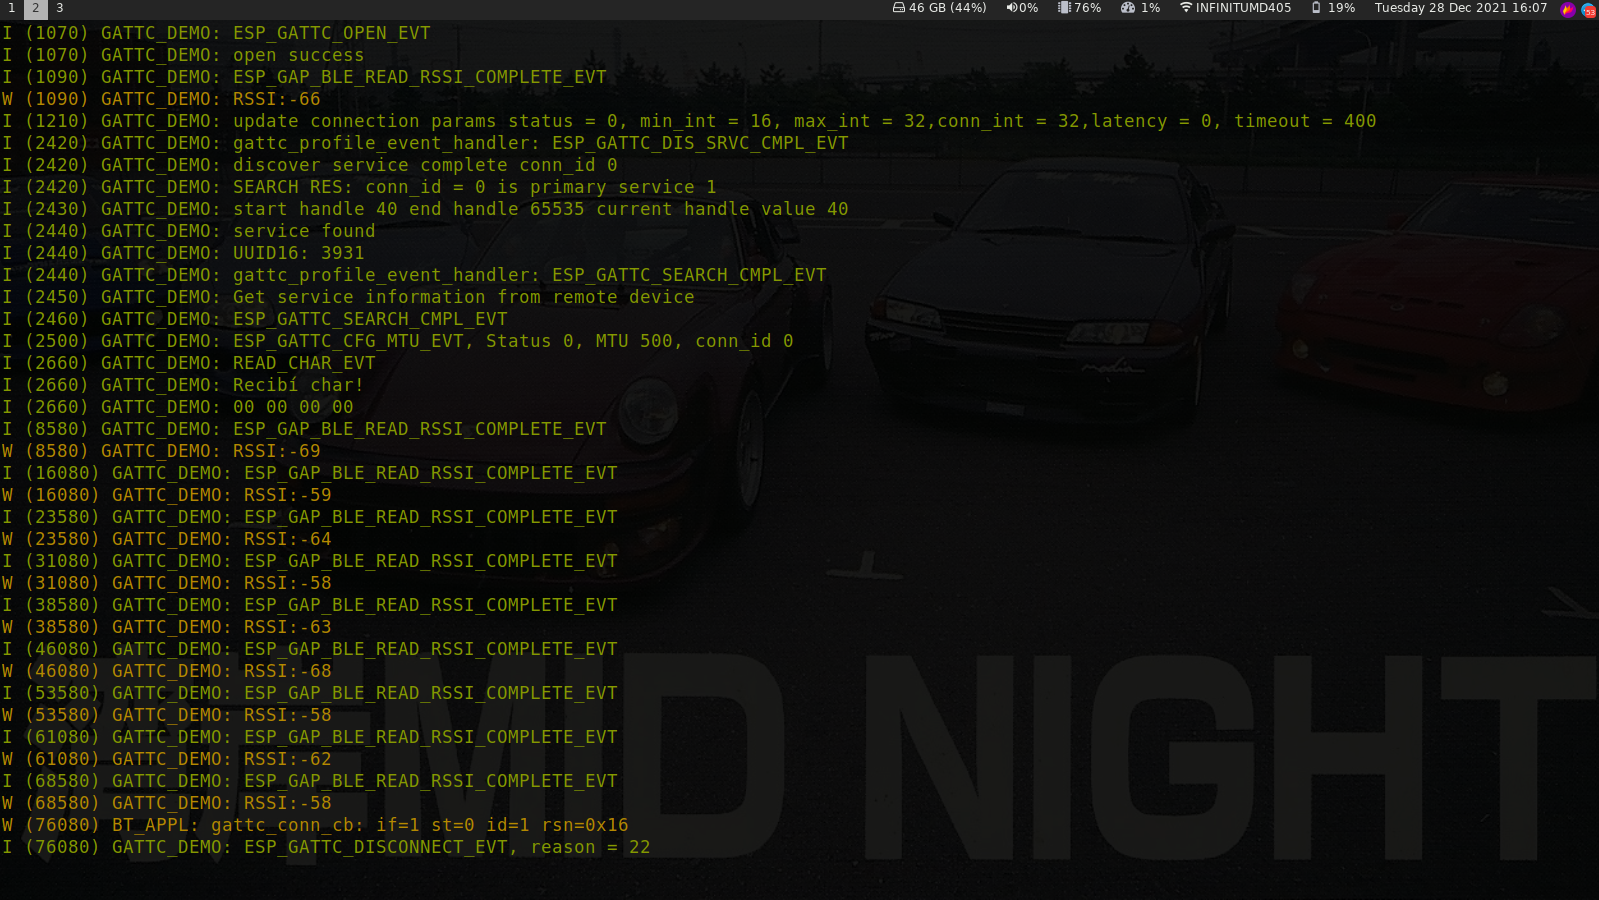 1 2 3 46 GB (44%) 0% 76% 1% INFINITUMD405 19% Tuesday 28 Dec 2021 16:07 53
I (1070) GATTC_DEMO: ESP_GATTC_OPEN_EVT
I (1070) GATTC_DEMO: open success
I (1090) GATTC_DEMO: ESP_GAP_BLE_READ_RSSI_COMPLETE_EVT
W (1090) GATTC_DEMO: RSSI:-66
I (1210) GATTC_DEMO: update connection params status = 0, min_int = 16, max_int = 32,conn_int = 32,latency = 0, timeout = 400
I (2420) GATTC_DEMO: gattc_profile_event_handler: ESP_GATTC_DIS_SRVC_CMPL_EVT
I (2420) GATTC_DEMO: discover service complete conn_id 0
I (2420) GATTC_DEMO: SEARCH RES: conn_id = 0 is primary service 1
I (2430) GATTC_DEMO: start handle 40 end handle 65535 current handle value 40
I (2440) GATTC_DEMO: service found
I (2440) GATTC_DEMO: UUID16: 3931
I (2440) GATTC_DEMO: gattc_profile_event_handler: ESP_GATTC_SEARCH_CMPL_EVT
I (2450) GATTC_DEMO: Get service information from remote device
I (2460) GATTC_DEMO: ESP_GATTC_SEARCH_CMPL_EVT
I (2500) GATTC_DEMO: ESP_GATTC_CFG_MTU_EVT, Status 0, MTU 500, conn_id 0
I (2660) GATTC_DEMO: READ_CHAR_EVT
I (2660) GATTC_DEMO: Recibí char!
I (2660) GATTC_DEMO: 00 00 00 00
I (8580) GATTC_DEMO: ESP_GAP_BLE_READ_RSSI_COMPLETE_EVT
W (8580) GATTC_DEMO: RSSI:-69
I (16080) GATTC_DEMO: ESP_GAP_BLE_READ_RSSI_COMPLETE_EVT
W (16080) GATTC_DEMO: RSSI:-59
I (23580) GATTC_DEMO: ESP_GAP_BLE_READ_RSSI_COMPLETE_EVT
W (23580) GATTC_DEMO: RSSI:-64
I (31080) GATTC_DEMO: ESP_GAP_BLE_READ_RSSI_COMPLETE_EVT
W (31080) GATTC_DEMO: RSSI:-58
I (38580) GATTC_DEMO: ESP_GAP_BLE_READ_RSSI_COMPLETE_EVT
W (38580) GATTC_DEMO: RSSI:-63
I (46080) GATTC_DEMO: ESP_GAP_BLE_READ_RSSI_COMPLETE_EVT
W (46080) GATTC_DEMO: RSSI:-68
I (53580) GATTC_DEMO: ESP_GAP_BLE_READ_RSSI_COMPLETE_EVT
W (53580) GATTC_DEMO: RSSI:-58
I (61080) GATTC_DEMO: ESP_GAP_BLE_READ_RSSI_COMPLETE_EVT
W (61080) GATTC_DEMO: RSSI:-62
I (68580) GATTC_DEMO: ESP_GAP_BLE_READ_RSSI_COMPLETE_EVT
W (68580) GATTC_DEMO: RSSI:-58
W (76080) BT_APPL: gattc_conn_cb: if=1 st=0 id=1 rsn=0x16
I (76080) GATTC_DEMO: ESP_GATTC_DISCONNECT_EVT, reason = 22
MID NIGHT